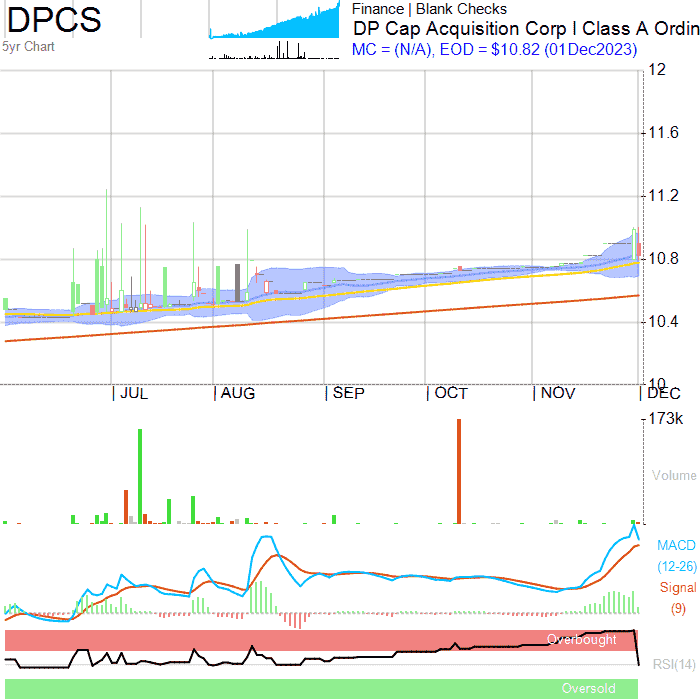 DPCS
5yr Chart
Finance | Blank Checks
DP Cap Acquisition Corp I Class A Ordin
MC = (N/A), EOD = $10.82 (01Dec2023)
12
11.6
11.2
10.8
10.4
10
JUL
AUG
SEP
OCT
NOV
DEC
173k
Volume
MACD
(12-26)
Signal
(9)
Overbought
RSI(14)
Oversold